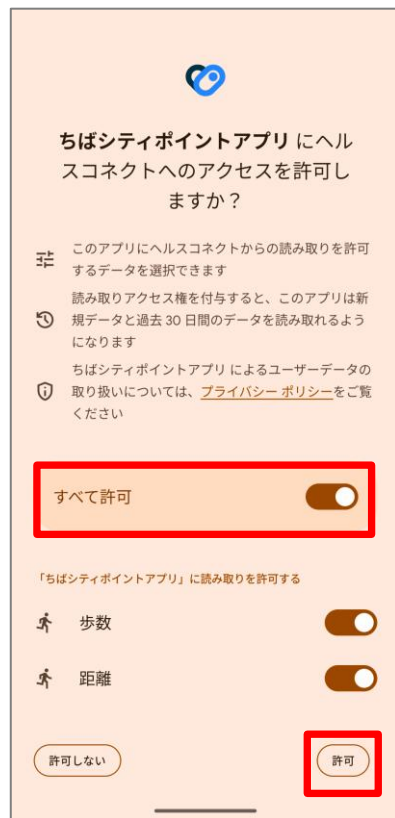 ちばシティポイントアプリ にヘル
スコネクトへのアクセスを許可し
ますか？
このアプリにヘルスコネクトからの読み取りを許可
するデータを選択できます
読み取りアクセス権を付与すると、このアプリは新
規データと過去 30 日間のデータを読み取れるよう
になります
ちばシティポイントアプリ によるユーザーデータの
取り扱いについては、プライバシー ポリシーをご覧
ください
すべて許可
「ちばシティポイントアプリ」に読み取りを許可する
歩数
距離
許可しない
許可